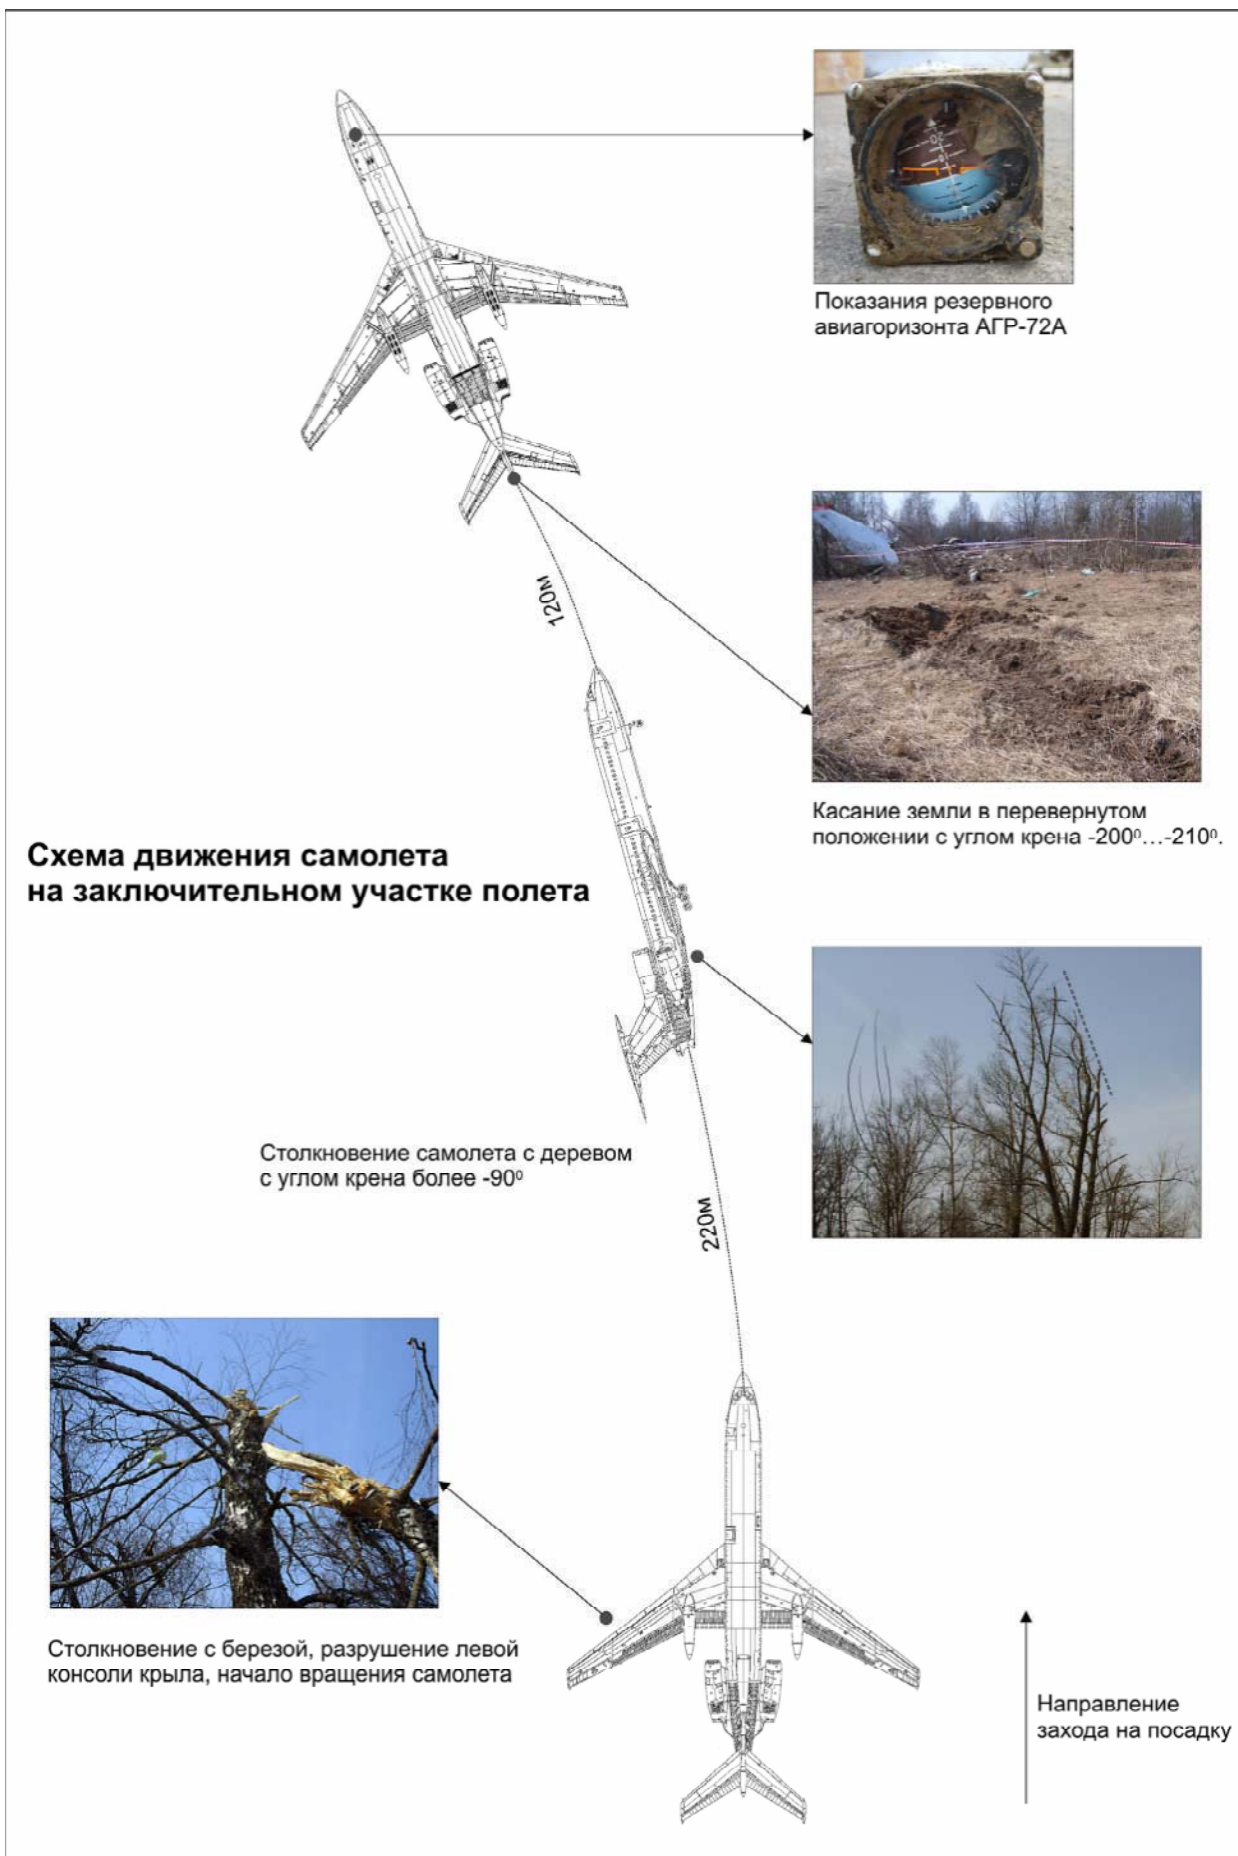 Показания резервного
авиагоризонта АГР-72А
120м
Касание земли в перевернутом
положении с углом крена -200⁰…-210⁰.
Схема движения самолета
на заключительном участке полета
Столкновение самолета с деревом
с углом крена более -90⁰
220м
Столкновение с березой, разрушение левой
консоли крыла, начало вращения самолета
Направление
захода на посадку